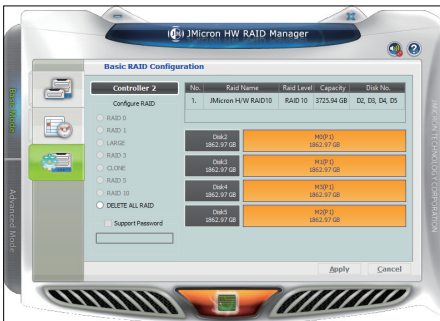 JMicron HW RAID Manager
Basic RAID Configuration
Controller 2
Configure RAID
RAID 0
RAID 1
LARGE
RAID 3
CLONE
RAID 5
RAID 10
DELETE ALL RAID
Support Password
No. Raid Name Raid Level Capacity Disk No.
1. JMicron H/W RAID10 RAID 10 3725.94 GB D2, D3, D4, D5
Disk2
1862.97 GB
M0(P1)
1862.97 GB
Disk3
1862.97 GB
M1(P1)
1862.97 GB
Disk4
1862.97 GB
M3(P1)
1862.97 GB
Disk5
1862.97 GB
M2(P1)
1862.97 GB
Apply Cancel
Basic Mode
Advanced Mode
JMICRON TECHNOLOGY CORPORATION